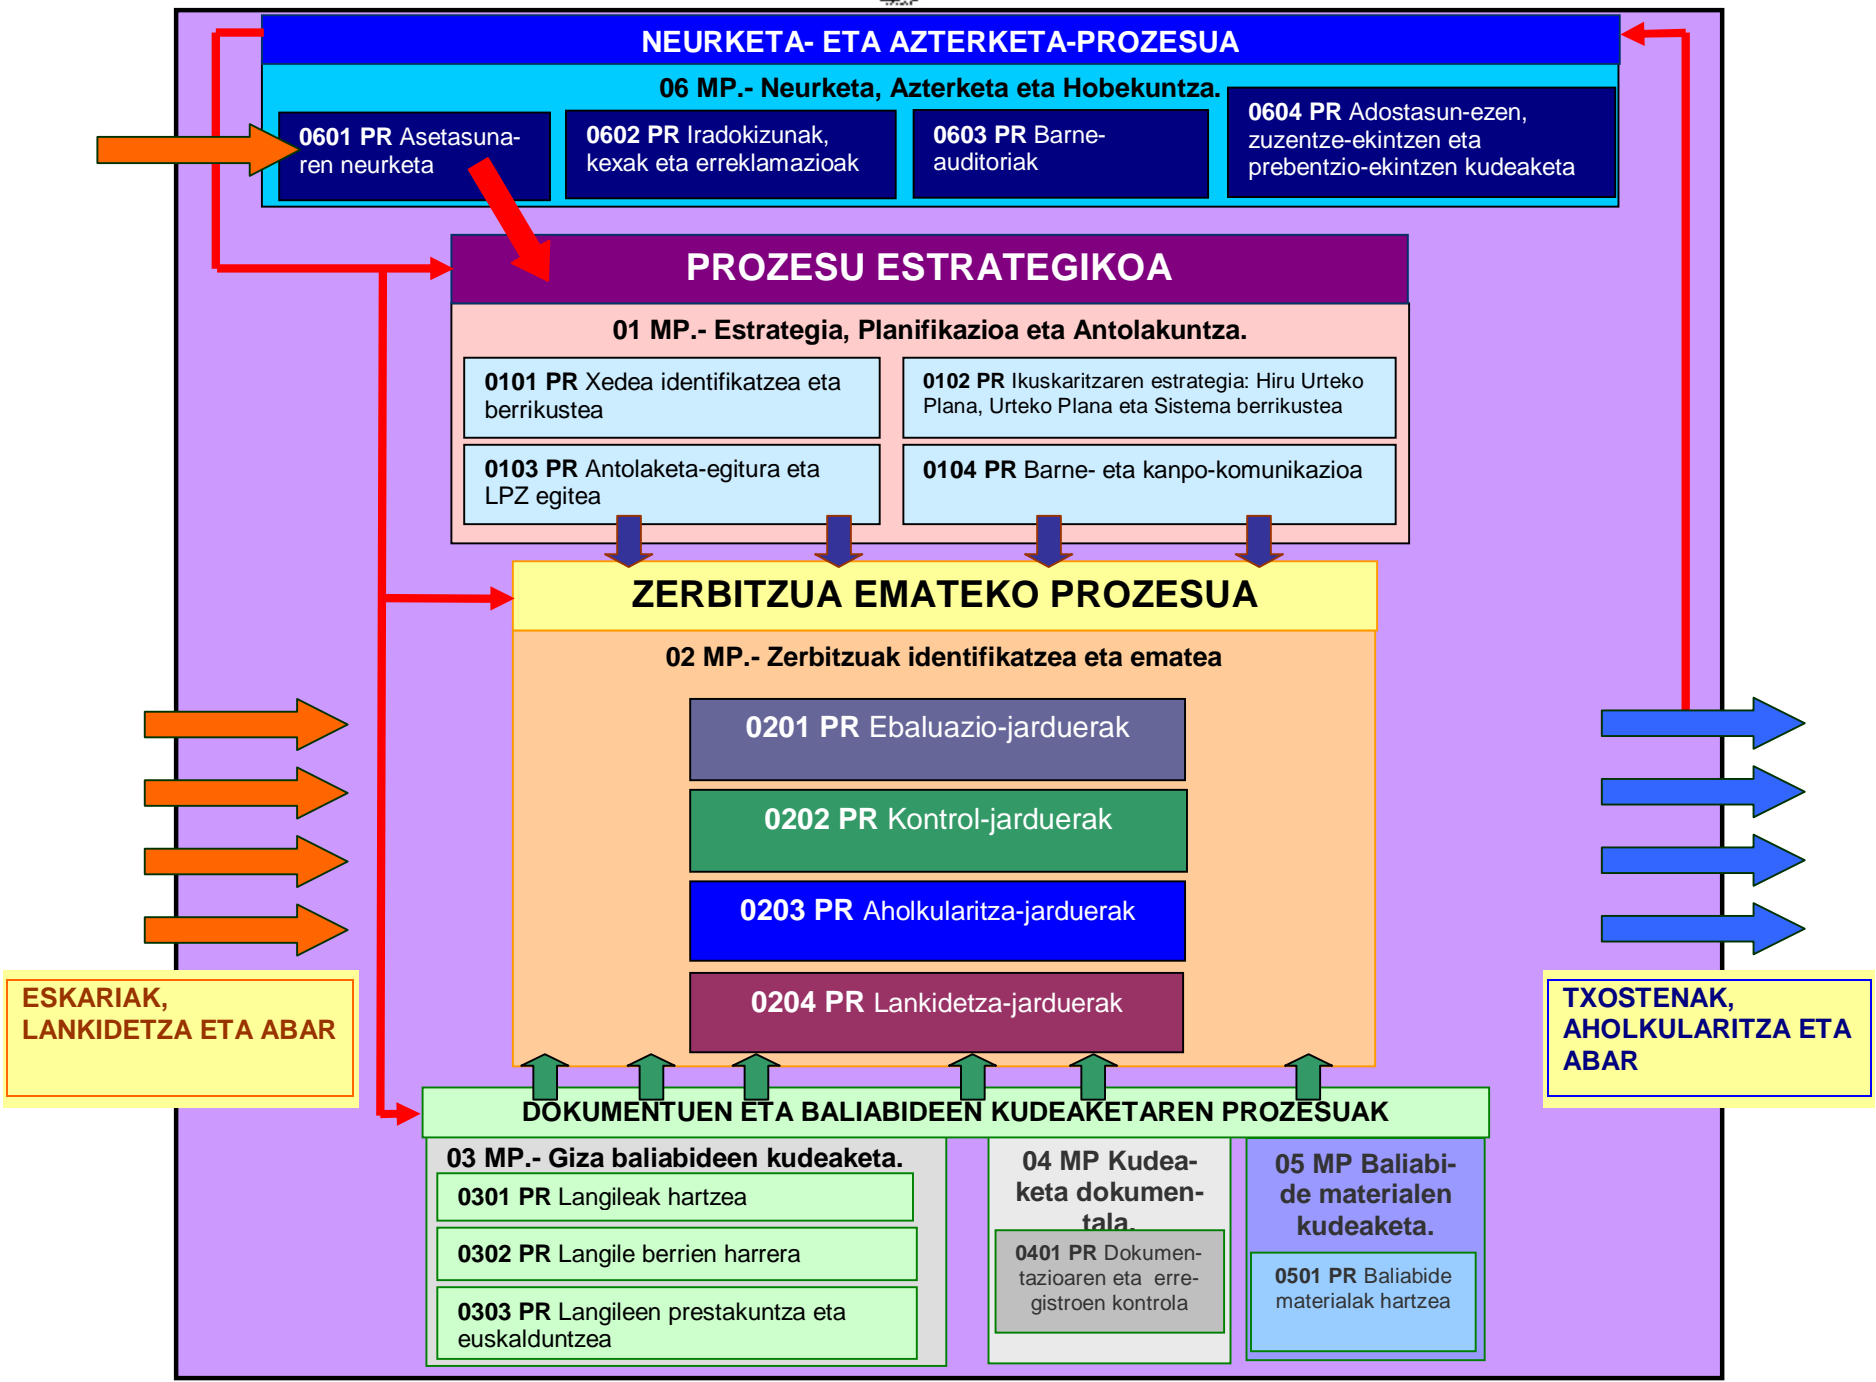 NEURKETA- ETA AZTERKETA-PROZESUA
06 MP.- Neurketa, Azterketa eta Hobekuntza.
0601 PR Asetasuna-
ren neurketa
0602 PR Iradokizunak,
kexak eta erreklamazioak
0603 PR Barne-
auditoriak
0604 PR Adostasun-ezen,
zuzentze-ekintzen eta
prebentzio-ekintzen kudeaketa
PROZESU ESTRATEGIKOA
01 MP.- Estrategia, Planifikazioa eta Antolakuntza.
0101 PR Xedea identifikatzea eta
berrikustea
0102 PR Ikuskaritzaren estrategia: Hiru Urteko
Plana, Urteko Plana eta Sistema berrikustea
0103 PR Antolaketa-egitura eta
LPZ egitea
0104 PR Barne- eta kanpo-komunikazioa
ZERBITZUA EMATEKO PROZESUA
02 MP.- Zerbitzuak identifikatzea eta ematea
0201 PR Ebaluazio-jarduerak
0202 PR Kontrol-jarduerak
0203 PR Aholkularitza-jarduerak
0204 PR Lankidetza-jarduerak
ESKARIAK,
LANKIDETZA ETA ABAR
TXOSTENAK,
AHOLKULARITZA ETA
ABAR
DOKUMENTUEN ETA BALIABIDEEN KUDEAKETAREN PROZESUAK
03 MP.- Giza baliabideen kudeaketa.
0301 PR Langileak hartzea
0302 PR Langile berrien harrera
0303 PR Langileen prestakuntza eta
euskalduntzea
04 MP Kudea-
keta dokumen-
tala.
0401 PR Dokumen-
tazioaren eta erre-
gistroen kontrola
05 MP Baliabi-
de materialen
kudeaketa.
0501 PR Baliabide
materialak hartzea